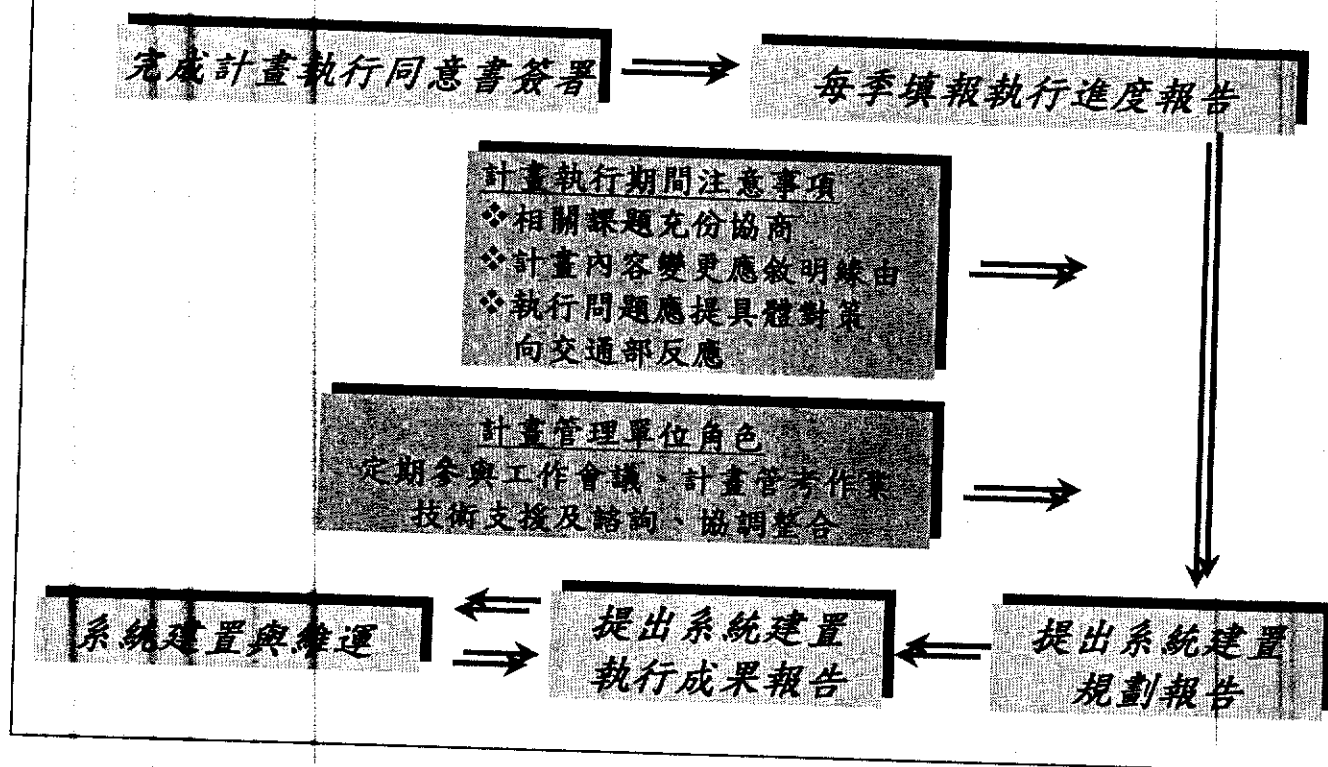 完成計畫執行同意書簽署
每季填報執行進度報告
計畫執行期間注意事項
❖相關課題充份協商
❖計畫內容變更應敘明緣由
❖執行問題應提具體對策
向交通部反應
計畫管理單位角色
定期參與工作會議、計畫管考作業
技術支援及諮詢、協調整合
系統建置與維運
提出系統建置
執行成果報告
提出系統建置
規劃報告